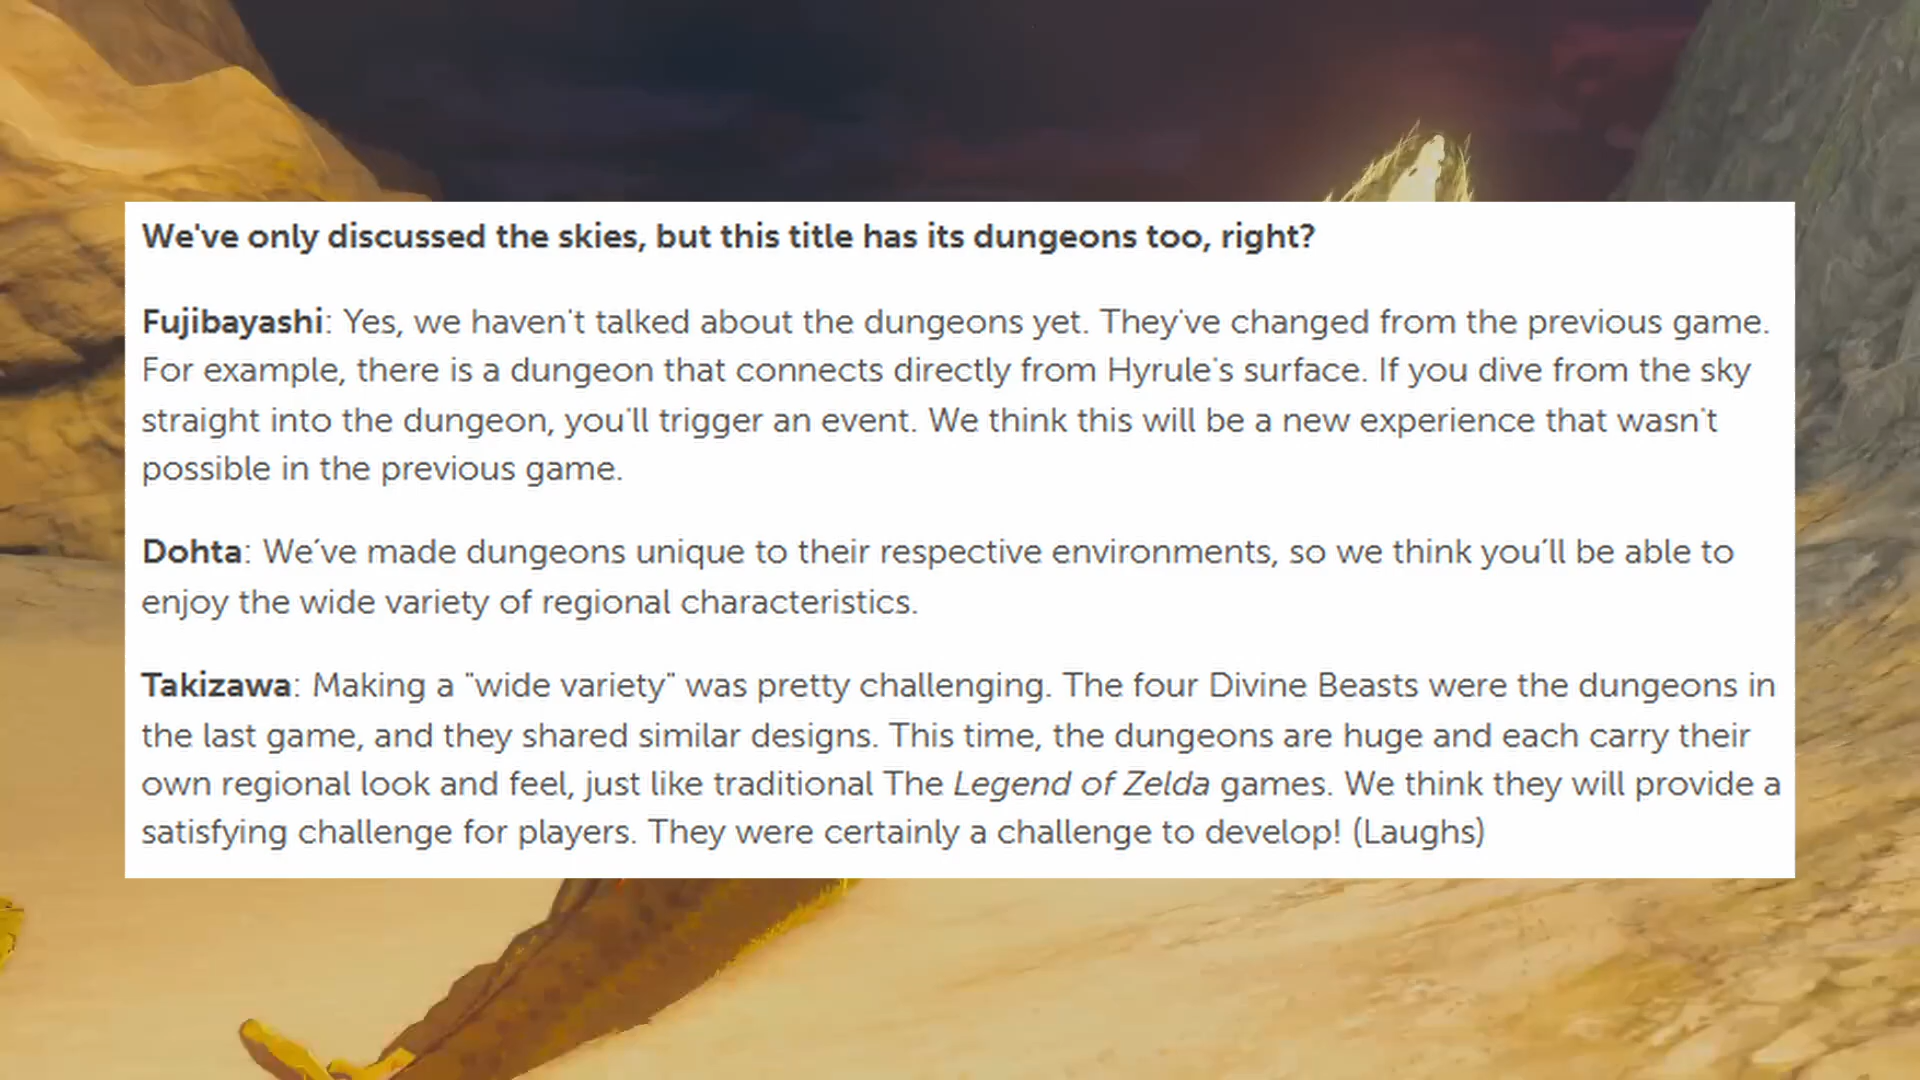 We've only discussed the skies, but this title has its dungeons too, right?
Fujibayashi: Yes, we haven't talked about the dungeons yet. They've changed from the previous game.
For example, there is a dungeon that connects directly from Hyrule's surface. If you dive from the sky
straight into the dungeon, you'll trigger an event. We think this will be a new experience that wasn't
possible in the previous game.
Dohta: We´ve made dungeons unique to their respective environments, so we think you´ll be able to
enjoy the wide variety of regional characteristics.
Takizawa: Making a "wide variety" was pretty challenging. The four Divine Beasts were the dungeons in
the last game, and they shared similar designs. This time, the dungeons are huge and each carry their
own regional look and feel, just like traditional The Legend of Zelda games. We think they will provide a
satisfying challenge for players. They were certainly a challenge to develop! (Laughs)